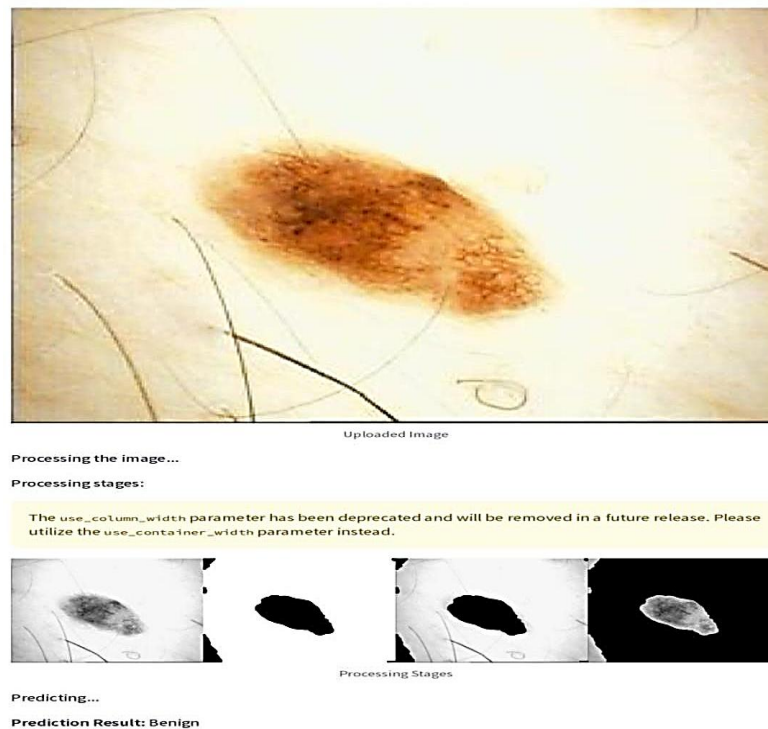 Uploaded Image
Processing the image...
Processing stages:
The use_column_width parameter has been deprecated and will be removed in a future release. Please
utilize the use_container_width parameter instead.
Processing Stages
Predicting...
Prediction Result: Benign